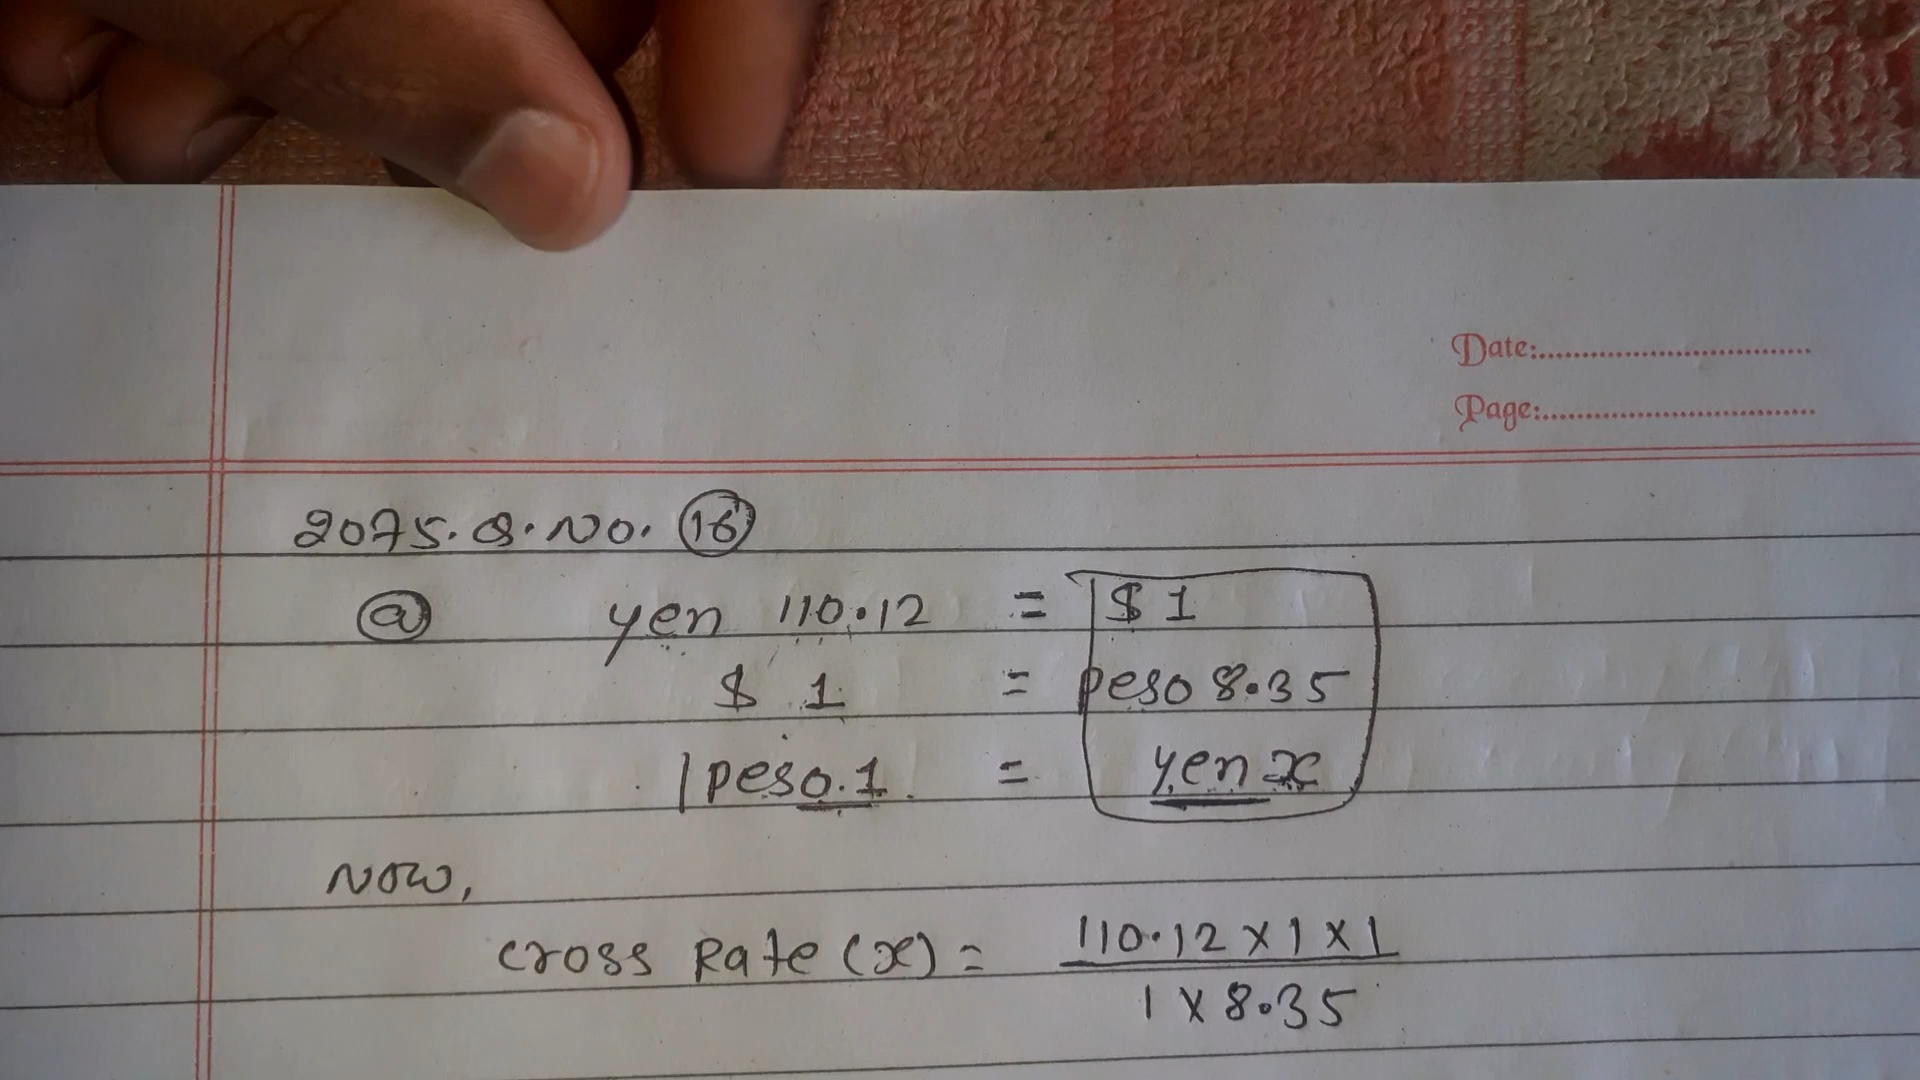 Date:....................
Page:....................
2075. Q. No. 16
a yen 110.12 = $ 1
$ 1 = peso 8.35
peso.1 = yen x
Now,
cross Rate (x) = 110.12 x 1 x 1
1 x 8.35